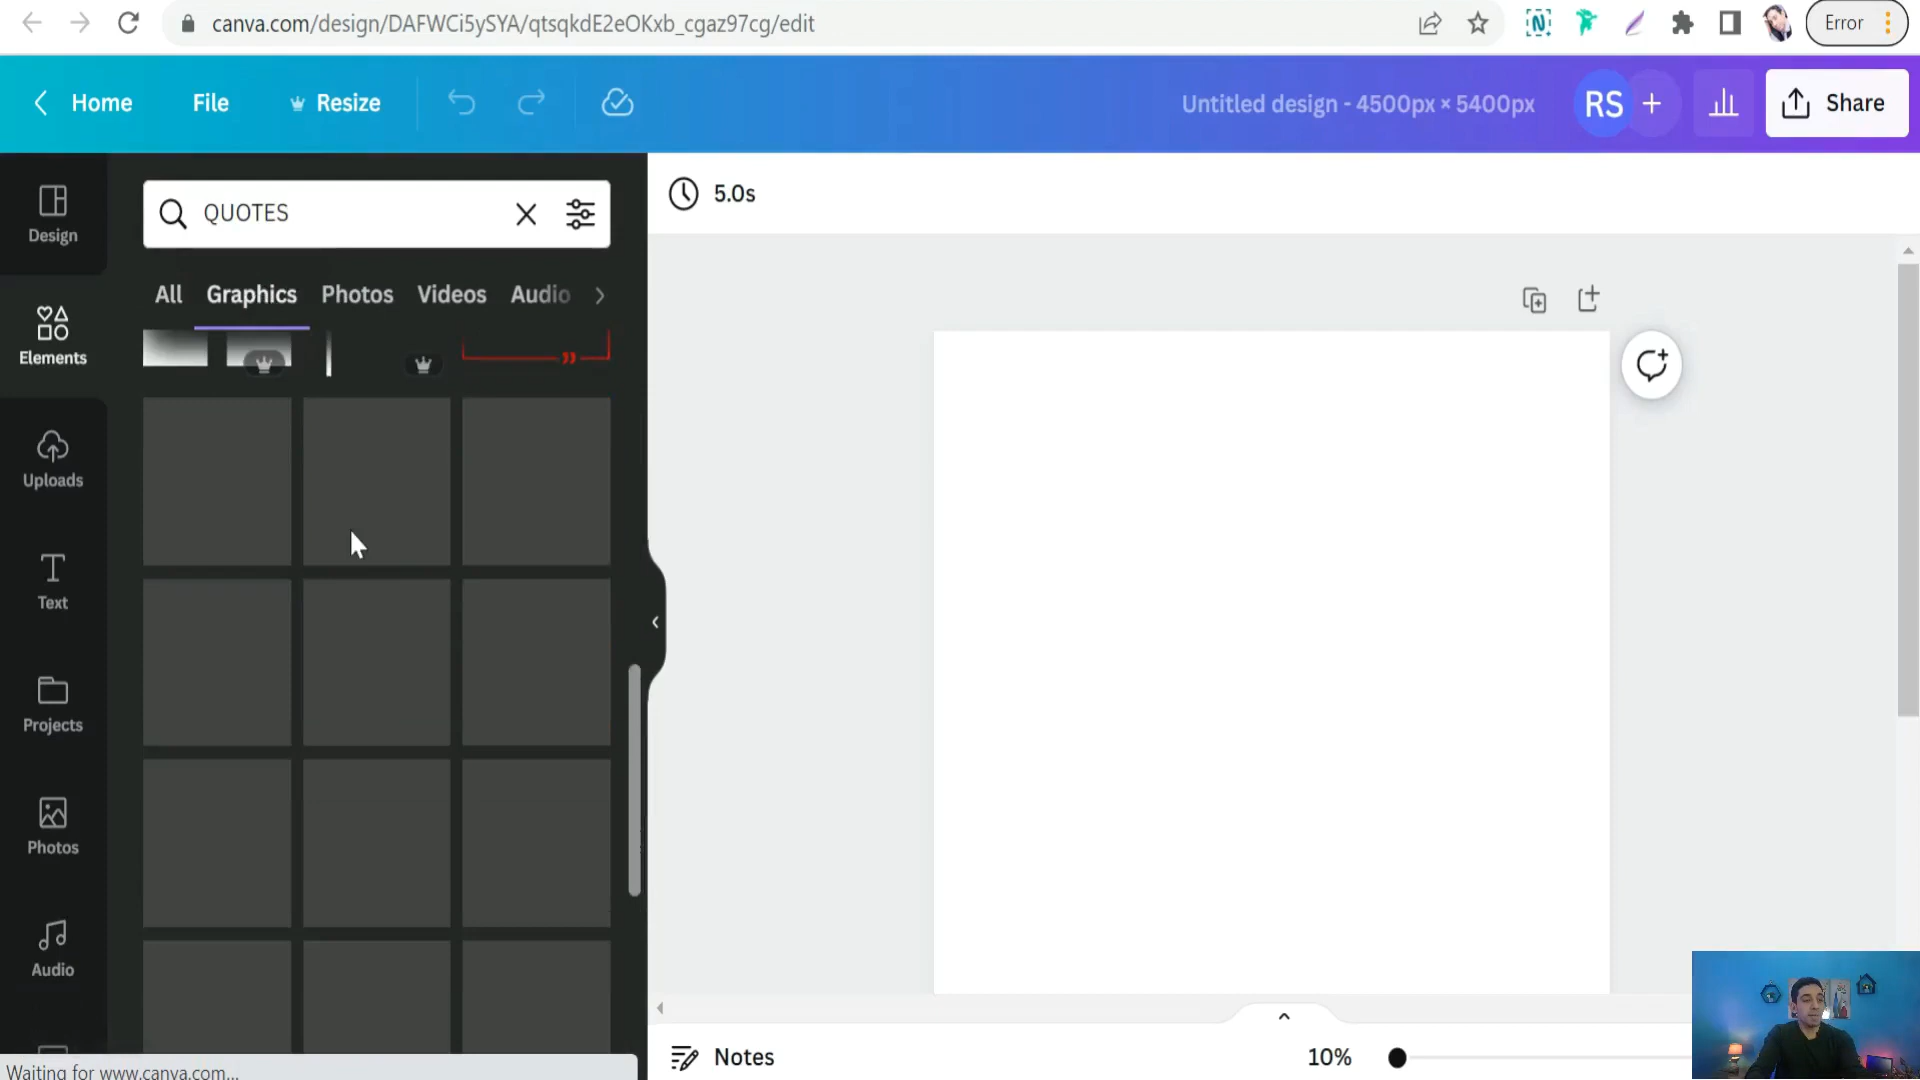 canva.com/design/DAFWCi5ySYA/qtsqkdE2eOKxb_cgaz97cg/edit
Error
Home
File
Resize
Untitled design - 4500px × 5400px
RS
Share
QUOTES
5.0s
Design
All
Graphics
Photos
Videos
Audio
Elements
Uploads
Text
Projects
Photos
Audio
Notes
10%
Waiting for www.canva.com...